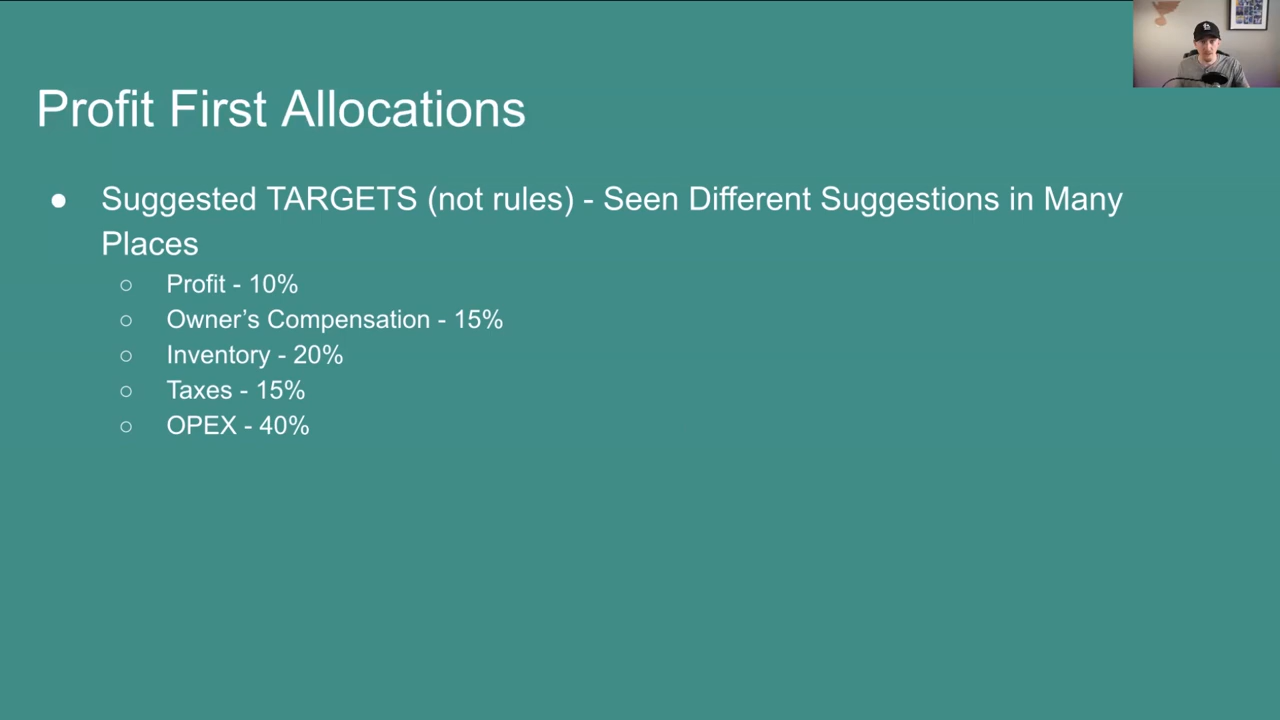 Profit First Allocations
● Suggested TARGETS (not rules) - Seen Different Suggestions in Many
Places
○ Profit - 10%
○ Owner’s Compensation - 15%
○ Inventory - 20%
○ Taxes - 15%
○ OPEX - 40%